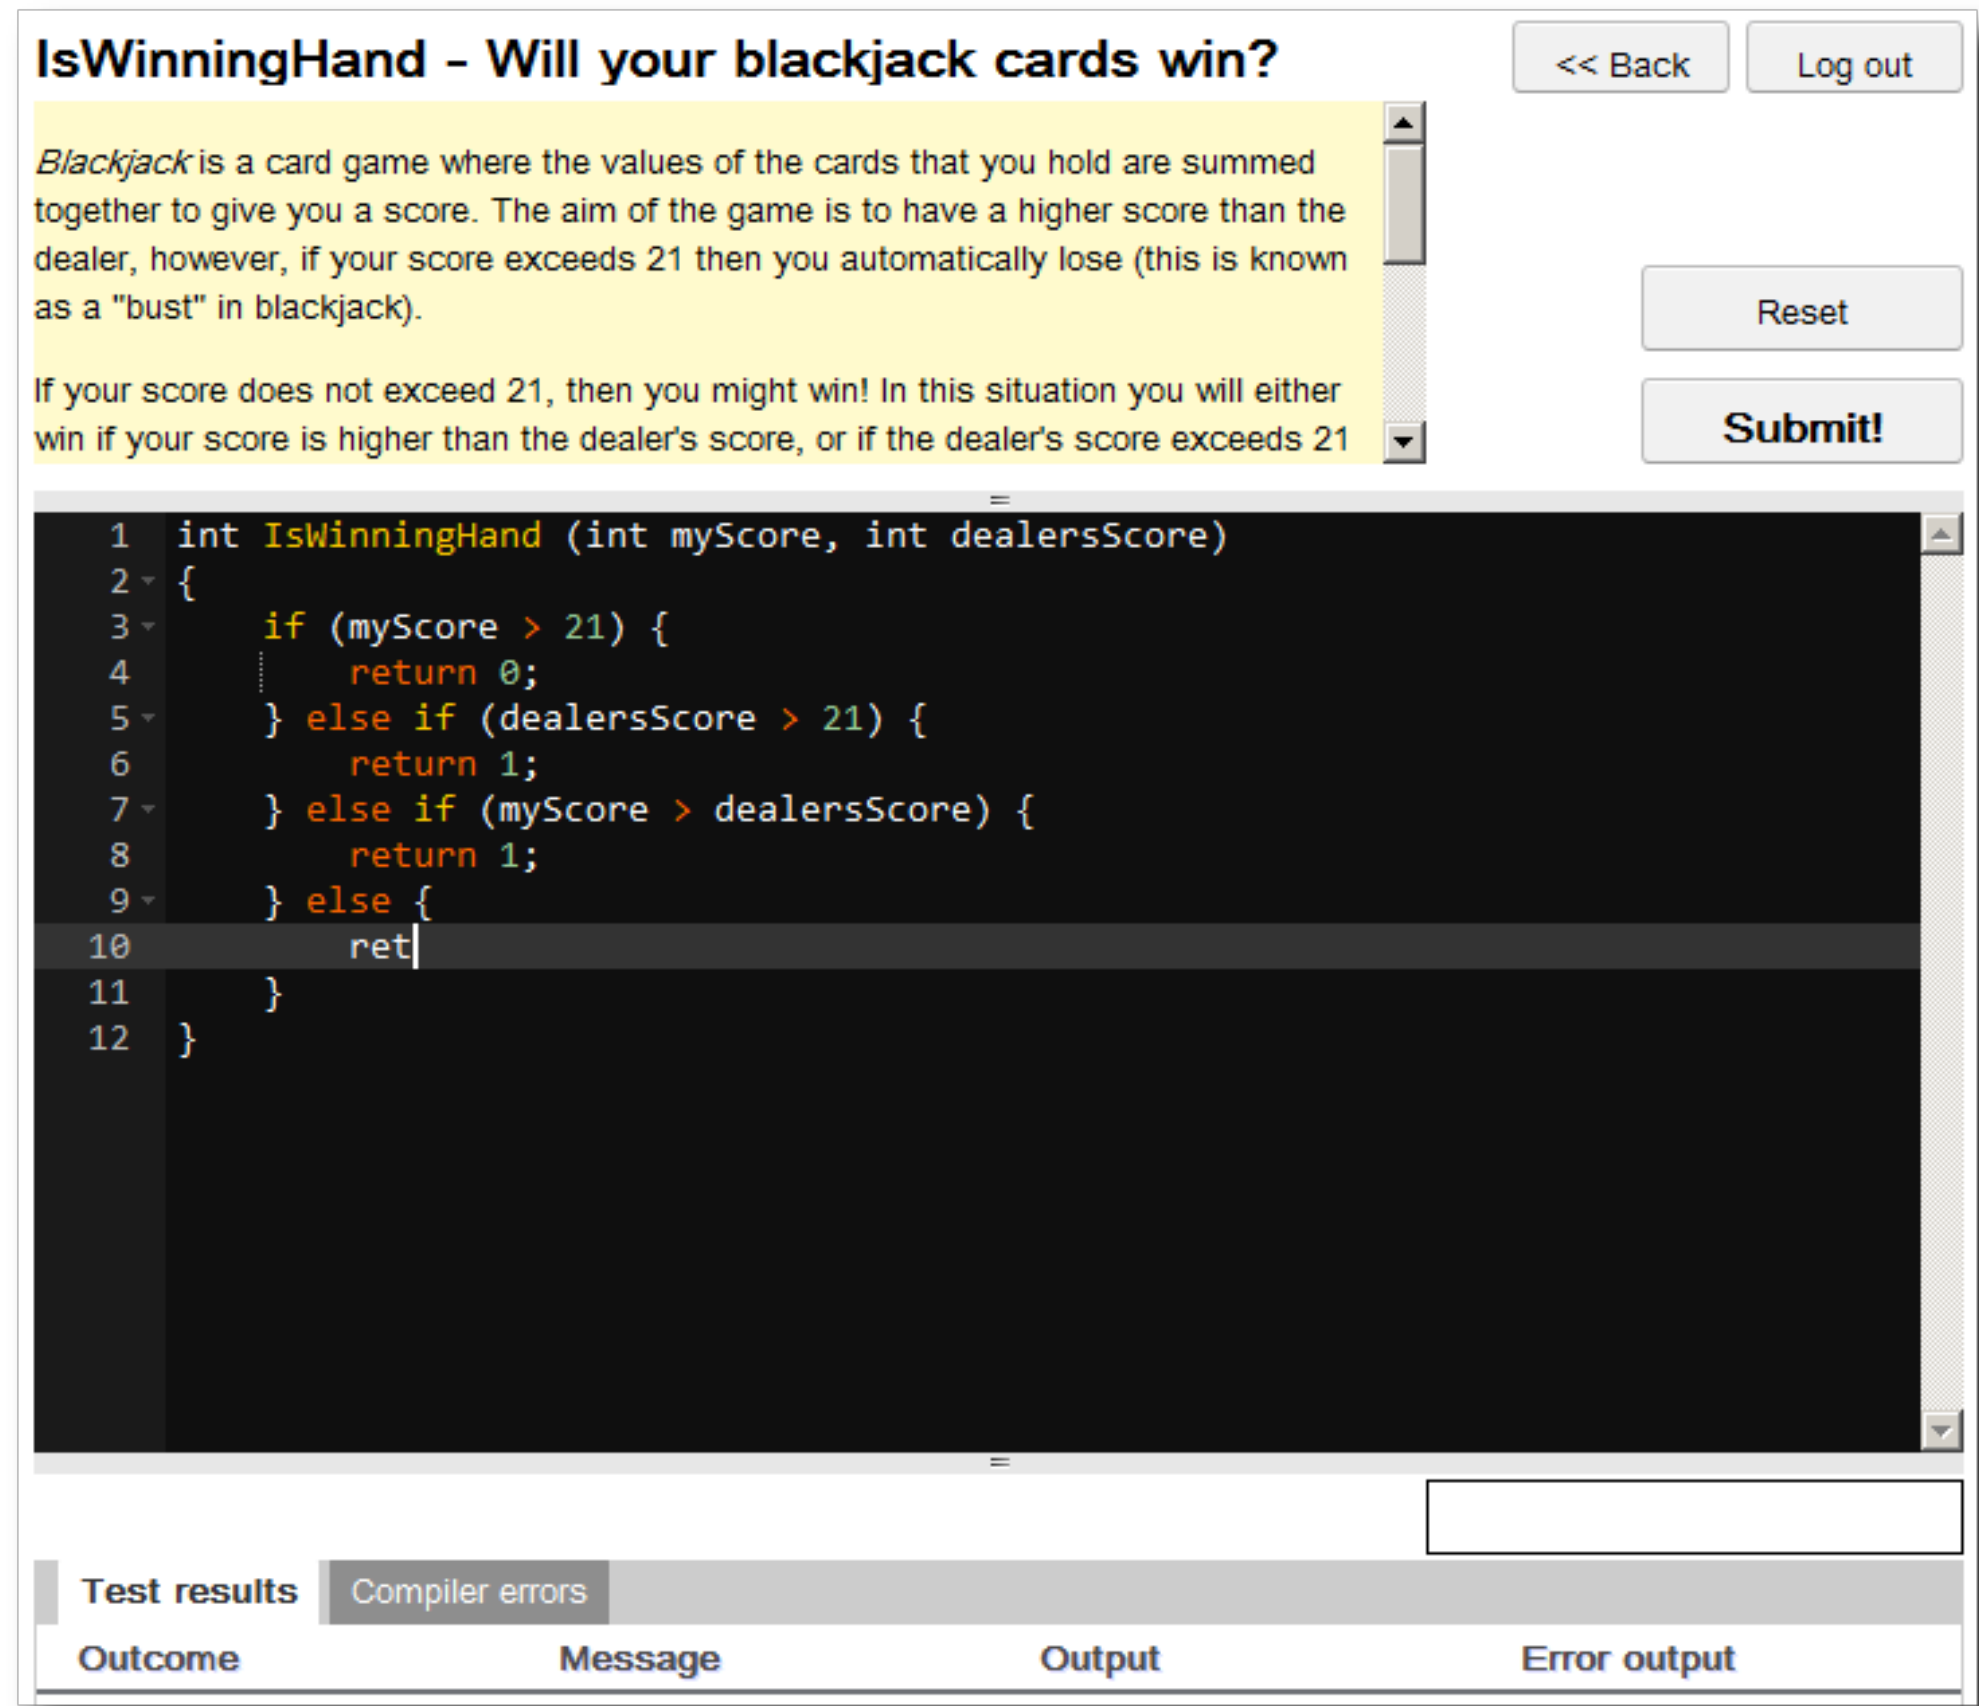 IsWinningHand - Will your blackjack cards win?
<< Back
Log out
Blackjack is a card game where the values of the cards that you hold are summed
together to give you a score. The aim of the game is to have a higher score than the
dealer, however, if your score exceeds 21 then you automatically lose (this is known
as a "bust" in blackjack).
If your score does not exceed 21, then you might win! In this situation you will either
win if your score is higher than the dealer's score, or if the dealer's score exceeds 21
Reset
Submit!
1 int IsWinningHand (int myScore, int dealersScore)
2 {
3     if (myScore > 21) {
4         return 0;
5     } else if (dealersScore > 21) {
6         return 1;
7     } else if (myScore > dealersScore) {
8         return 1;
9     } else {
10         ret
11     }
12 }
Test results
Compiler errors
Outcome Message Output Error output